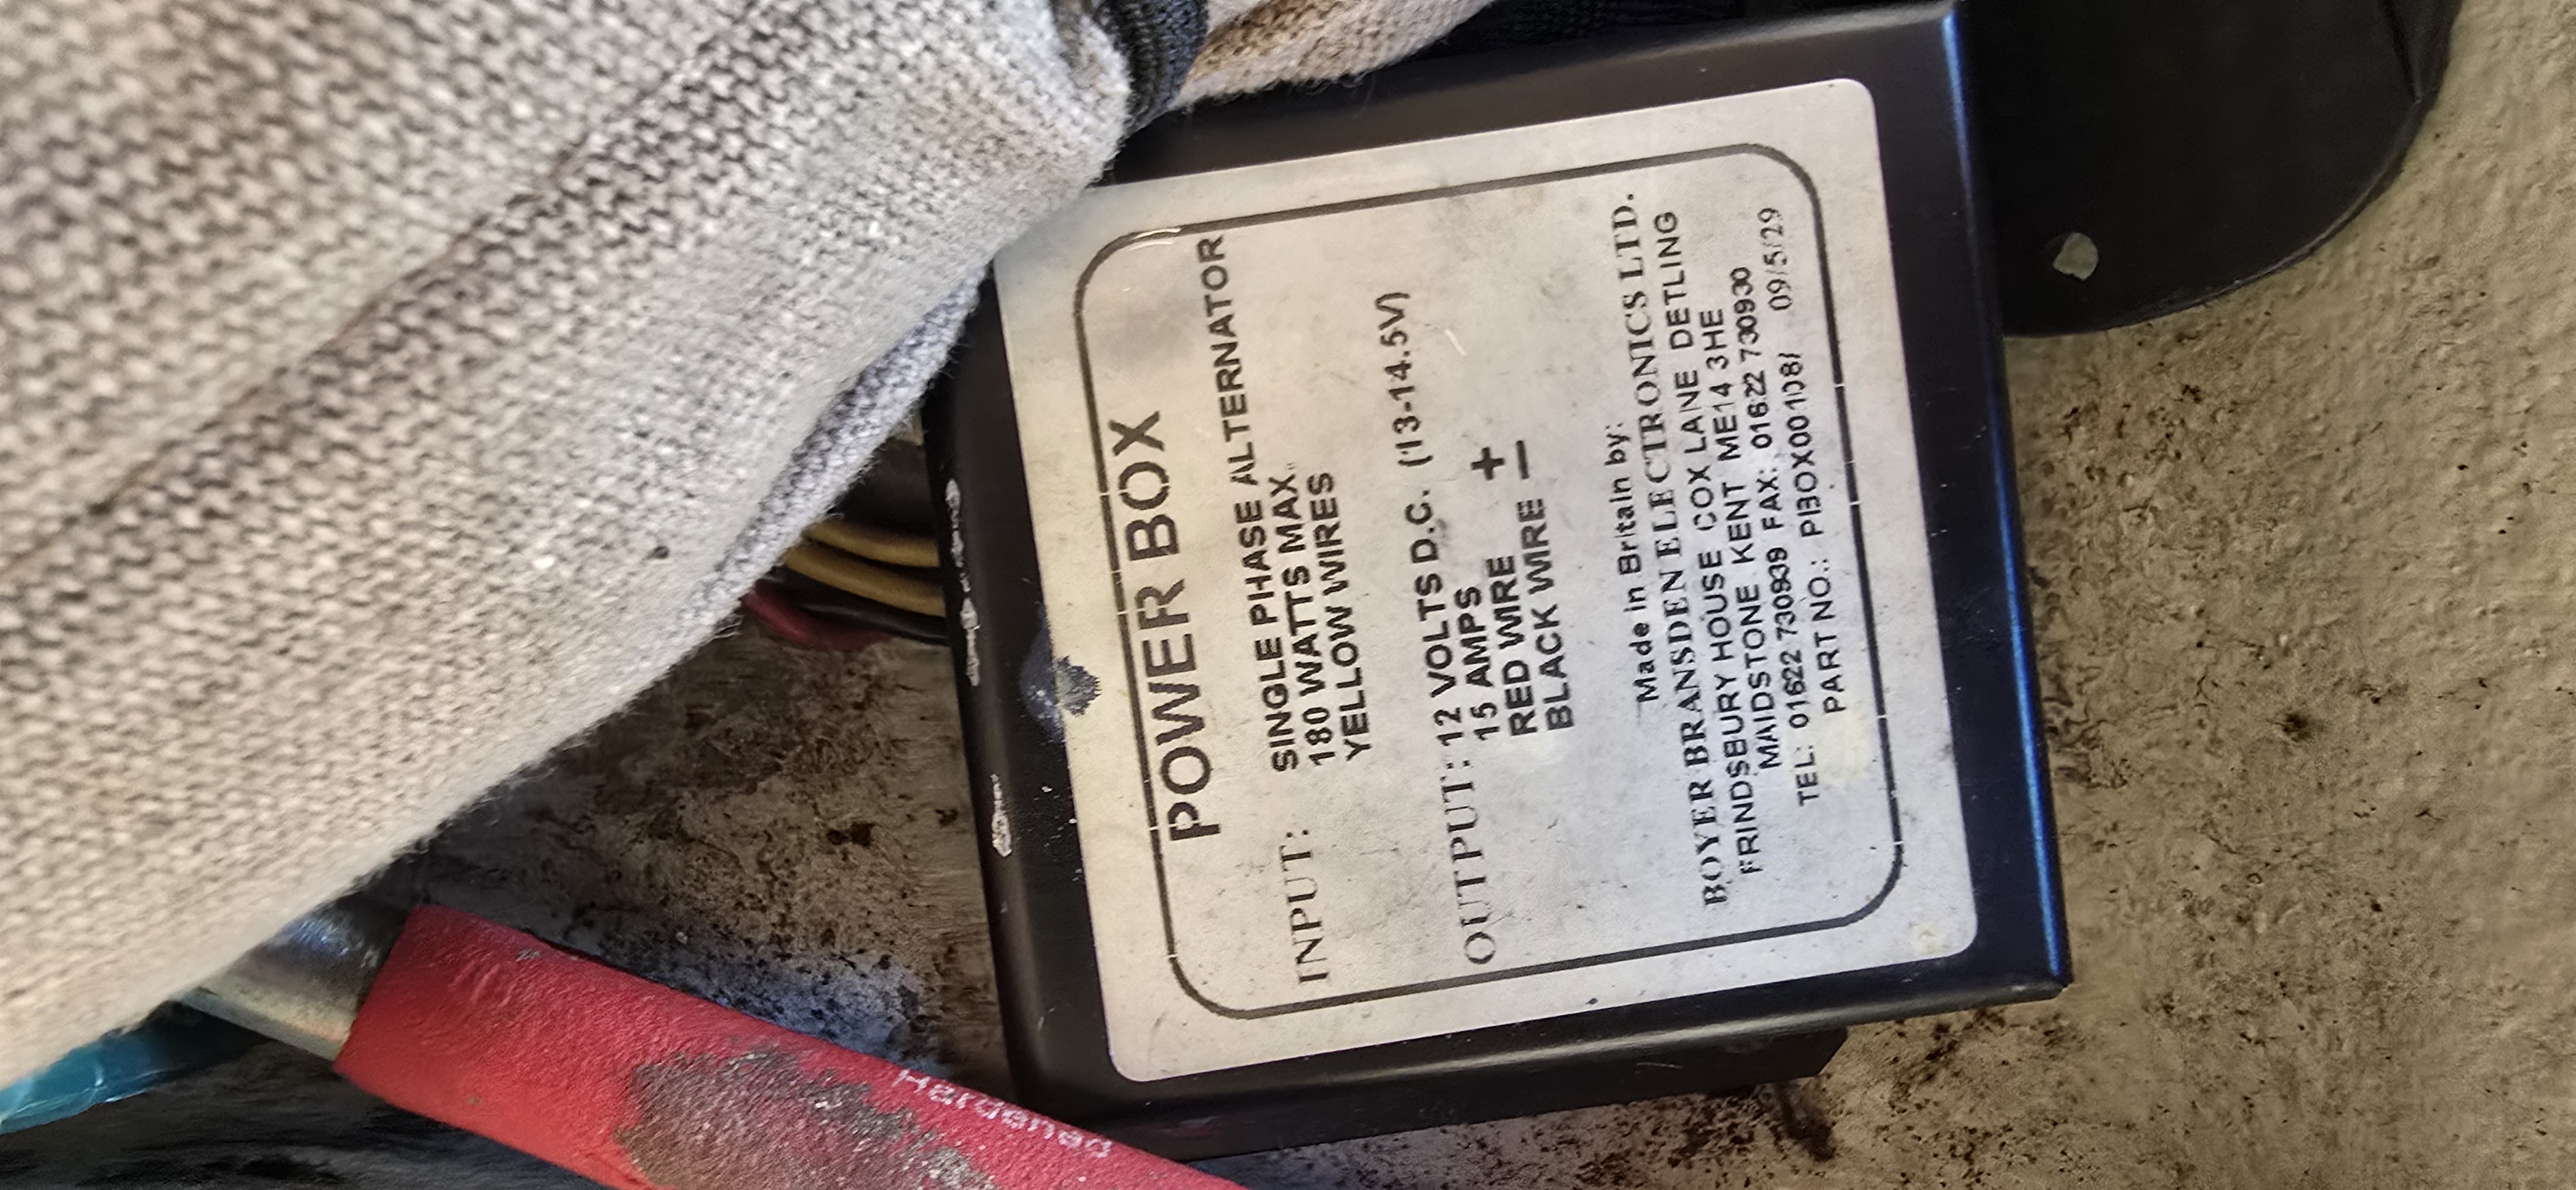 POWER BOX
INPUT: SINGLE PHASE ALTERNATOR
180 WATTS MAX.
YELLOW WIRES
OUTPUT: 12 VOLTS D.C. (13-14.5V)
15 AMPS
RED WIRE +
BLACK WIRE —
Made in Britain by:
BOYER BRANSDEN ELECTRONICS LTD.
FRINDSBURY HOUSE COX LANE DETLING
MAIDSTONE KENT ME14 3HE
TEL: 01622 730939 FAX: 01622 730930
PART NO.: PBOX00108/ 09/5/29
Hardened